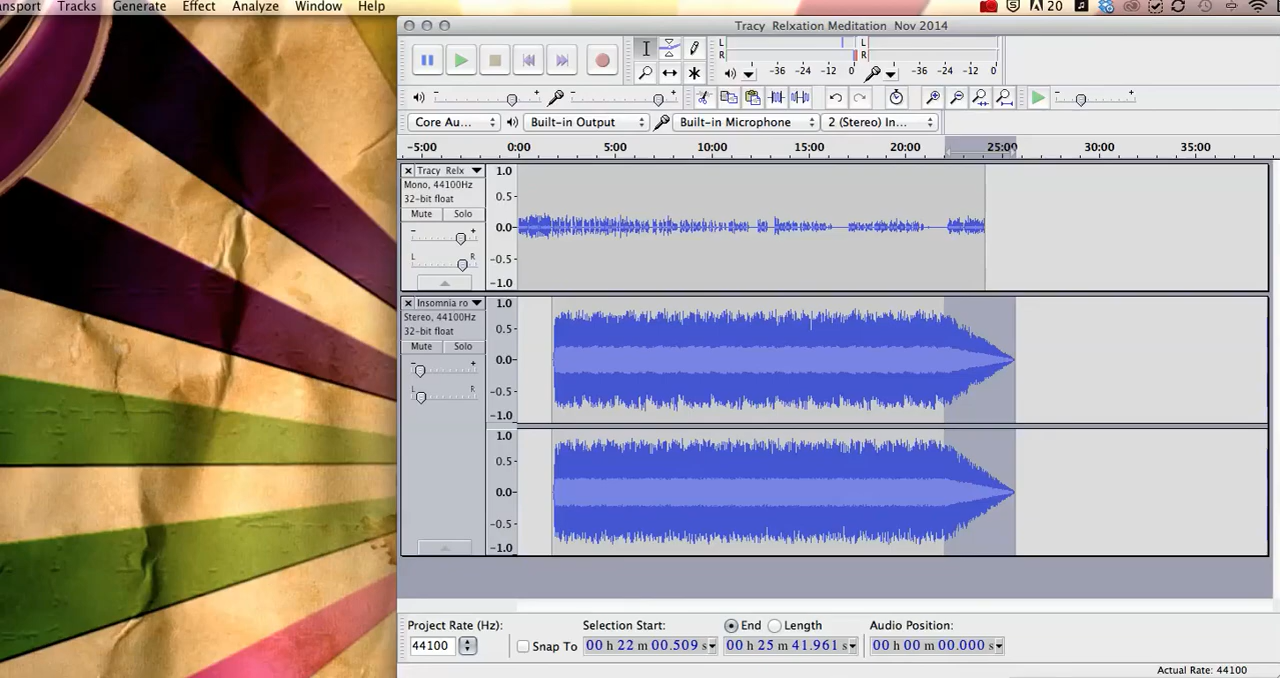 nsport Tracks Generate Effect Analyze Window Help 20
Tracy Relxation Meditation Nov 2014
L L
R R
-36 -24 -12 0 -36 -24 -12 0
Core Au... Built-in Output Built-in Microphone 2 (Stereo) In...
-5:00 0:00 5:00 10:00 15:00 20:00 25:00 30:00 35:00
Tracy Relx 1.0
Mono, 44100Hz
32-bit float 0.5
Mute Solo
- + 0.0
L R -0.5
-1.0
Insomnia ro 1.0
Stereo, 44100Hz
32-bit float 0.5
Mute Solo
- + 0.0
L R -0.5
-1.0
1.0
0.5
0.0
-0.5
-1.0
Project Rate (Hz): Selection Start: End Length Audio Position:
44100 Snap To 00 h 22 m 00.509 s 00 h 25 m 41.961 s 00 h 00 m 00.000 s
Actual Rate: 44100